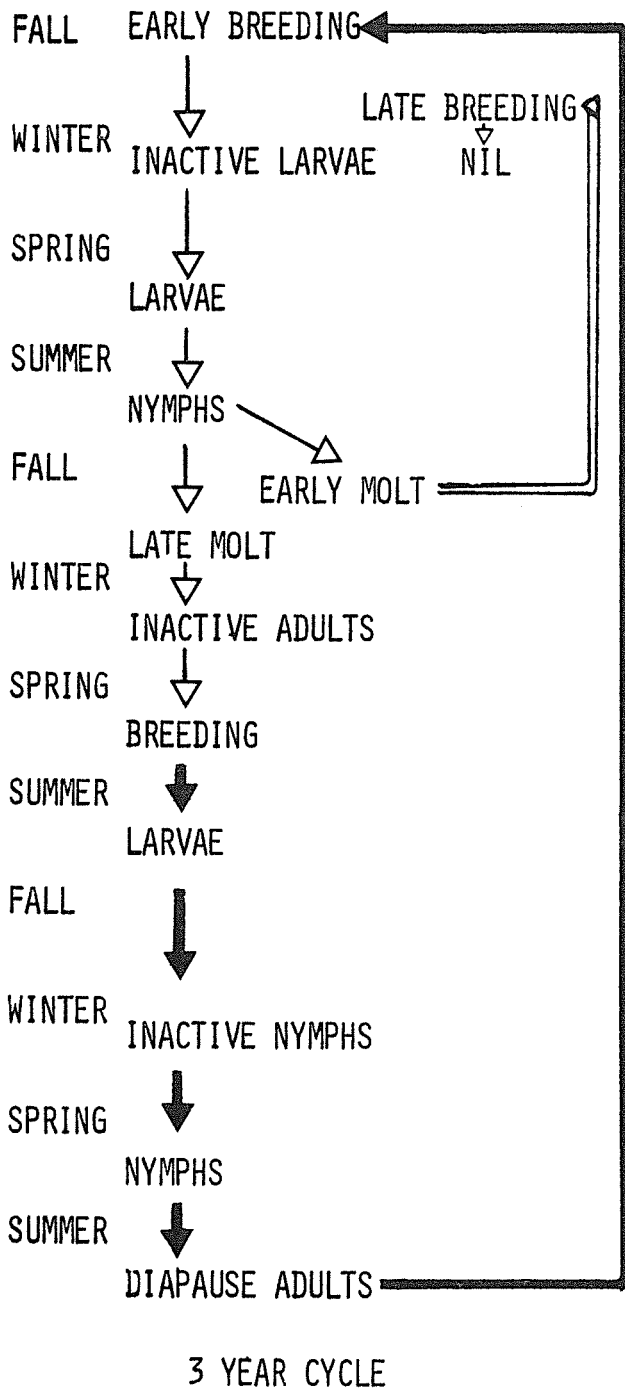 FALL EARLY BREEDING
LATE BREEDING
WINTER INACTIVE LARVAE NIL
SPRING
LARVAE
SUMMER
NYMPHS
FALL EARLY MOLT
LATE MOLT
WINTER
INACTIVE ADULTS
SPRING
BREEDING
SUMMER
LARVAE
FALL
WINTER
INACTIVE NYMPHS
SPRING
NYMPHS
SUMMER
DIAPAUSE ADULTS
3 YEAR CYCLE